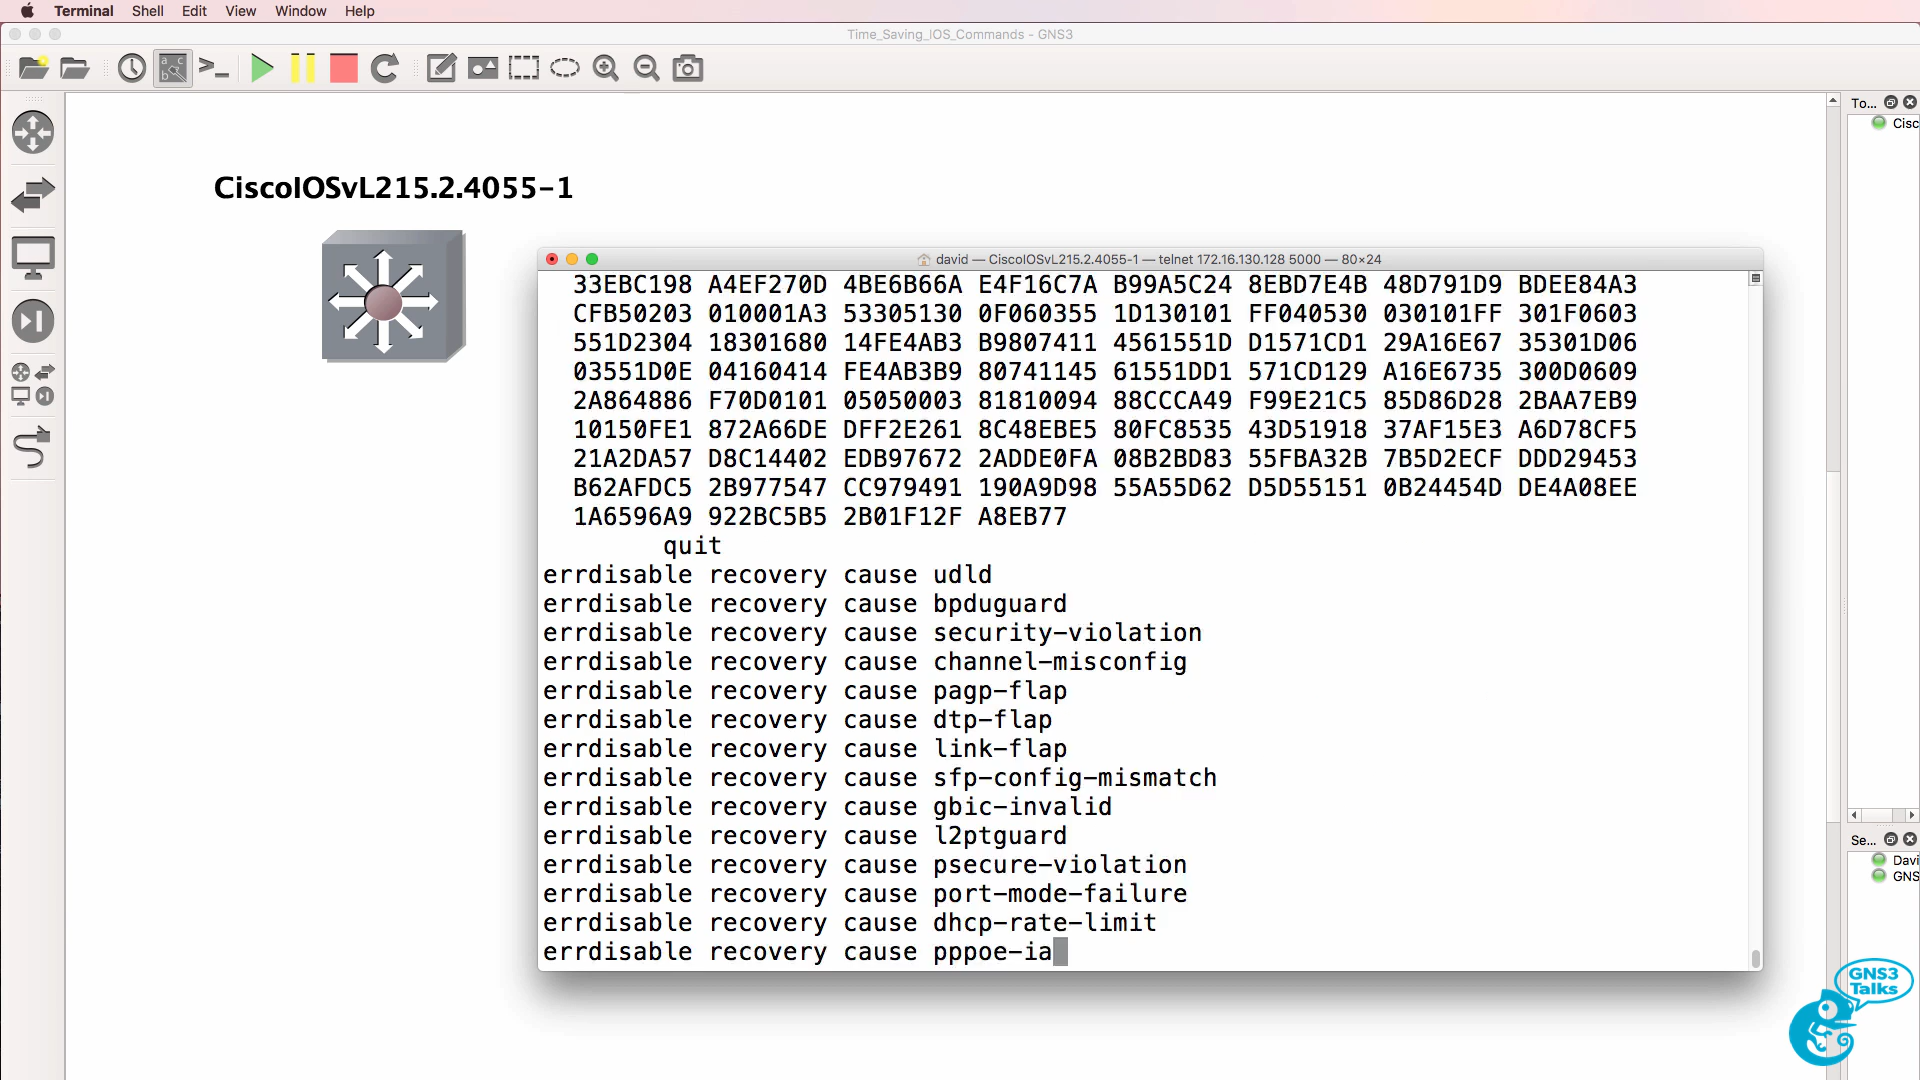 Terminal Shell Edit View Window Help
Time_Saving_IOS_Commands - GNS3
To...
Cisc
CiscoIOSvL215.2.4055-1
david — CiscoIOSvL215.2.4055-1 — telnet 172.16.130.128 5000 — 80×24
33EBC198 A4EF270D 4BE6B66A E4F16C7A B99A5C24 8EBD7E4B 48D791D9 BDEE84A3
CFB50203 010001A3 53305130 0F060355 1D130101 FF040530 030101FF 301F0603
551D2304 18301680 14FE4AB3 B9807411 4561551D D1571CD1 29A16E67 35301D06
03551D0E 04160414 FE4AB3B9 80741145 61551DD1 571CD129 A16E6735 300D0609
2A864886 F70D0101 05050003 81810094 88CCCA49 F99E21C5 85D86D28 2BAA7EB9
10150FE1 872A66DE DFF2E261 8C48EBE5 80FC8535 43D51918 37AF15E3 A6D78CF5
21A2DA57 D8C14402 EDB97672 2ADDE0FA 08B2BD83 55FBA32B 7B5D2ECF DDD29453
B62AFDC5 2B977547 CC979491 190A9D98 55A55D62 D5D55151 0B24454D DE4A08EE
1A6596A9 922BC5B5 2B01F12F A8EB77
quit
errdisable recovery cause udld
errdisable recovery cause bpduguard
errdisable recovery cause security-violation
errdisable recovery cause channel-misconfig
errdisable recovery cause pagp-flap
errdisable recovery cause dtp-flap
errdisable recovery cause link-flap
errdisable recovery cause sfp-config-mismatch
errdisable recovery cause gbic-invalid
errdisable recovery cause l2ptguard
errdisable recovery cause psecure-violation
errdisable recovery cause port-mode-failure
errdisable recovery cause dhcp-rate-limit
errdisable recovery cause pppoe-ia
Se...
Davi
GNS
GNS3
Talks